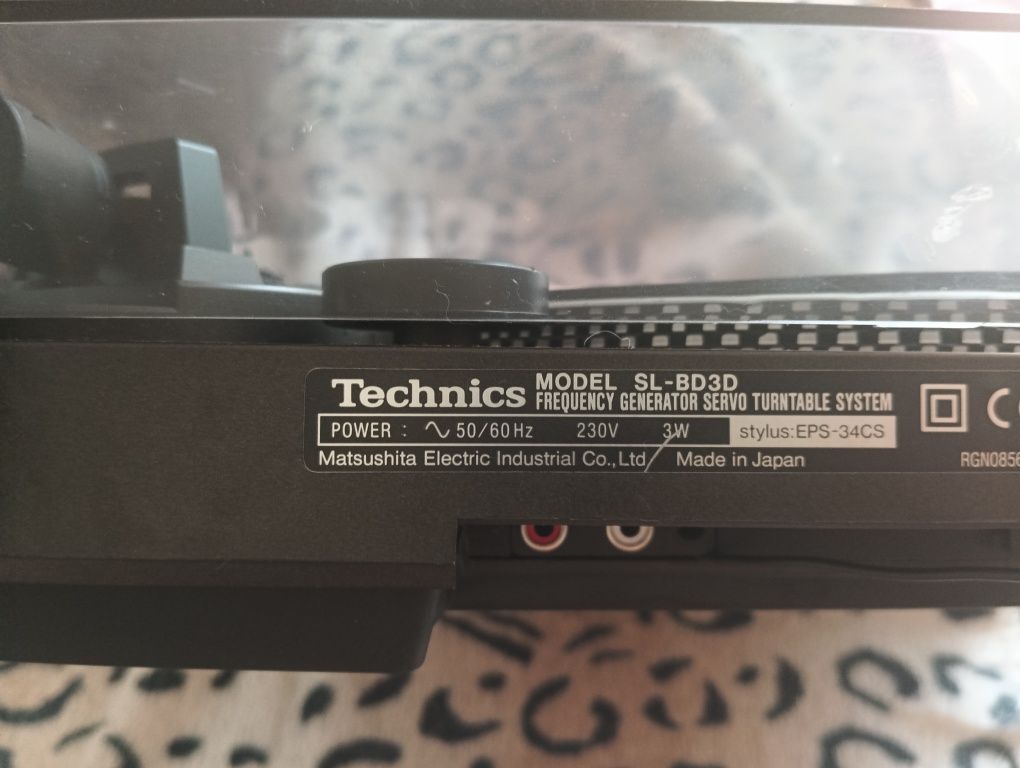 Technics MODEL SL-BD3D
FREQUENCY GENERATOR SERVO TURNTABLE SYSTEM
POWER : ∿ 50/60Hz 230V 3W stylus:EPS-34CS
Matsushita Electric Industrial Co.,Ltd Made in Japan
RGN0856